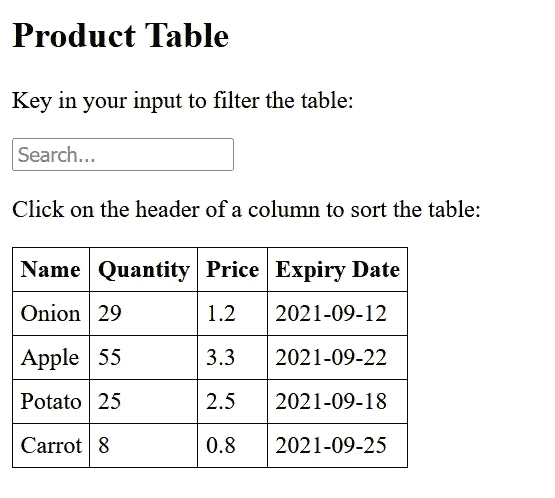 Product Table
Key in your input to filter the table:
Search...
Click on the header of a column to sort the table:
Name Quantity Price Expiry Date
Onion 29 1.2 2021-09-12
Apple 55 3.3 2021-09-22
Potato 25 2.5 2021-09-18
Carrot 8 0.8 2021-09-25